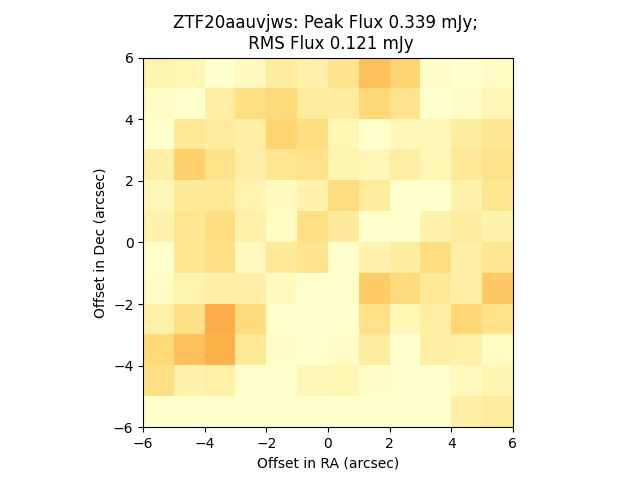 ZTF20aauvjws: Peak Flux 0.339 mJy;
RMS Flux 0.121 mJy
6
4
2
0
−2
−4
−6
Offset in Dec (arcsec)
−6 −4 −2 0 2 4 6
Offset in RA (arcsec)